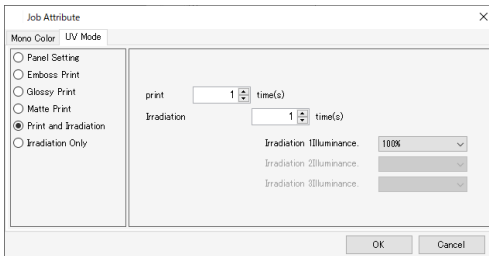 Job Attribute
Mono Color UV Mode
Panel Setting
Emboss Print
Glossy Print
Matte Print
Print and Irradiation
Irradiation Only
print 1 time(s)
Irradiation 1 time(s)
Irradiation 1Illuminance. 100%
Irradiation 2Illuminance.
Irradiation 3Illuminance.
OK Cancel